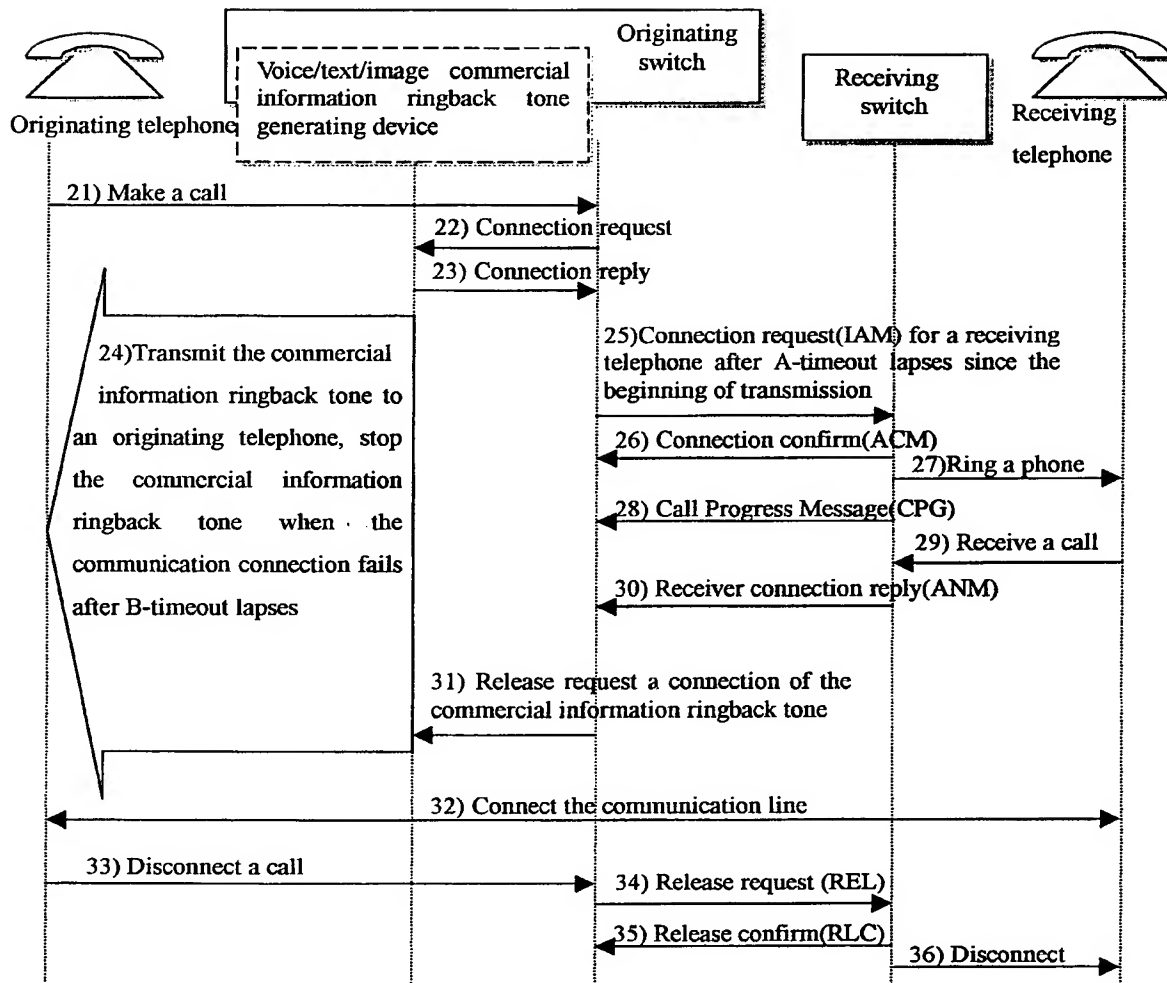 Originating
switch
Voice/text/image commercial
information ringback tone
generating device
Receiving
switch
Originating telephone
Receiving
telephone
21) Make a call
22) Connection request
23) Connection reply
24)Transmit the commercial
information ringback tone to
an originating telephone, stop
the commercial information
ringback tone when the
communication connection fails
after B-timeout lapses
25)Connection request(IAM) for a receiving
telephone after A-timeout lapses since the
beginning of transmission
26) Connection confirm(ACM)
27)Ring a phone
28) Call Progress Message(CPG)
29) Receive a call
30) Receiver connection reply(ANM)
31) Release request a connection of the
commercial information ringback tone
32) Connect the communication line
33) Disconnect a call
34) Release request (REL)
35) Release confirm(RLC)
36) Disconnect